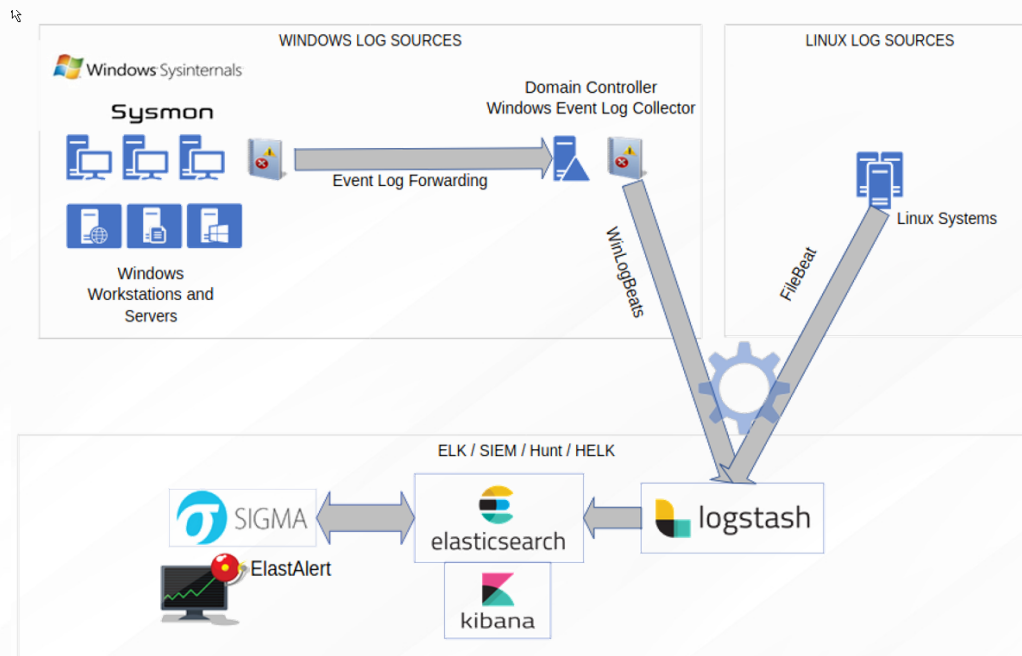 WINDOWS LOG SOURCES
Windows Sysinternals
Sysmon
Domain Controller
Windows Event Log Collector
Event Log Forwarding
Windows
Workstations and
Servers
WinLogBeats
LINUX LOG SOURCES
Linux Systems
FileBeat
ELK / SIEM / Hunt / HELK
SIGMA
elasticsearch
logstash
ElastAlert
kibana